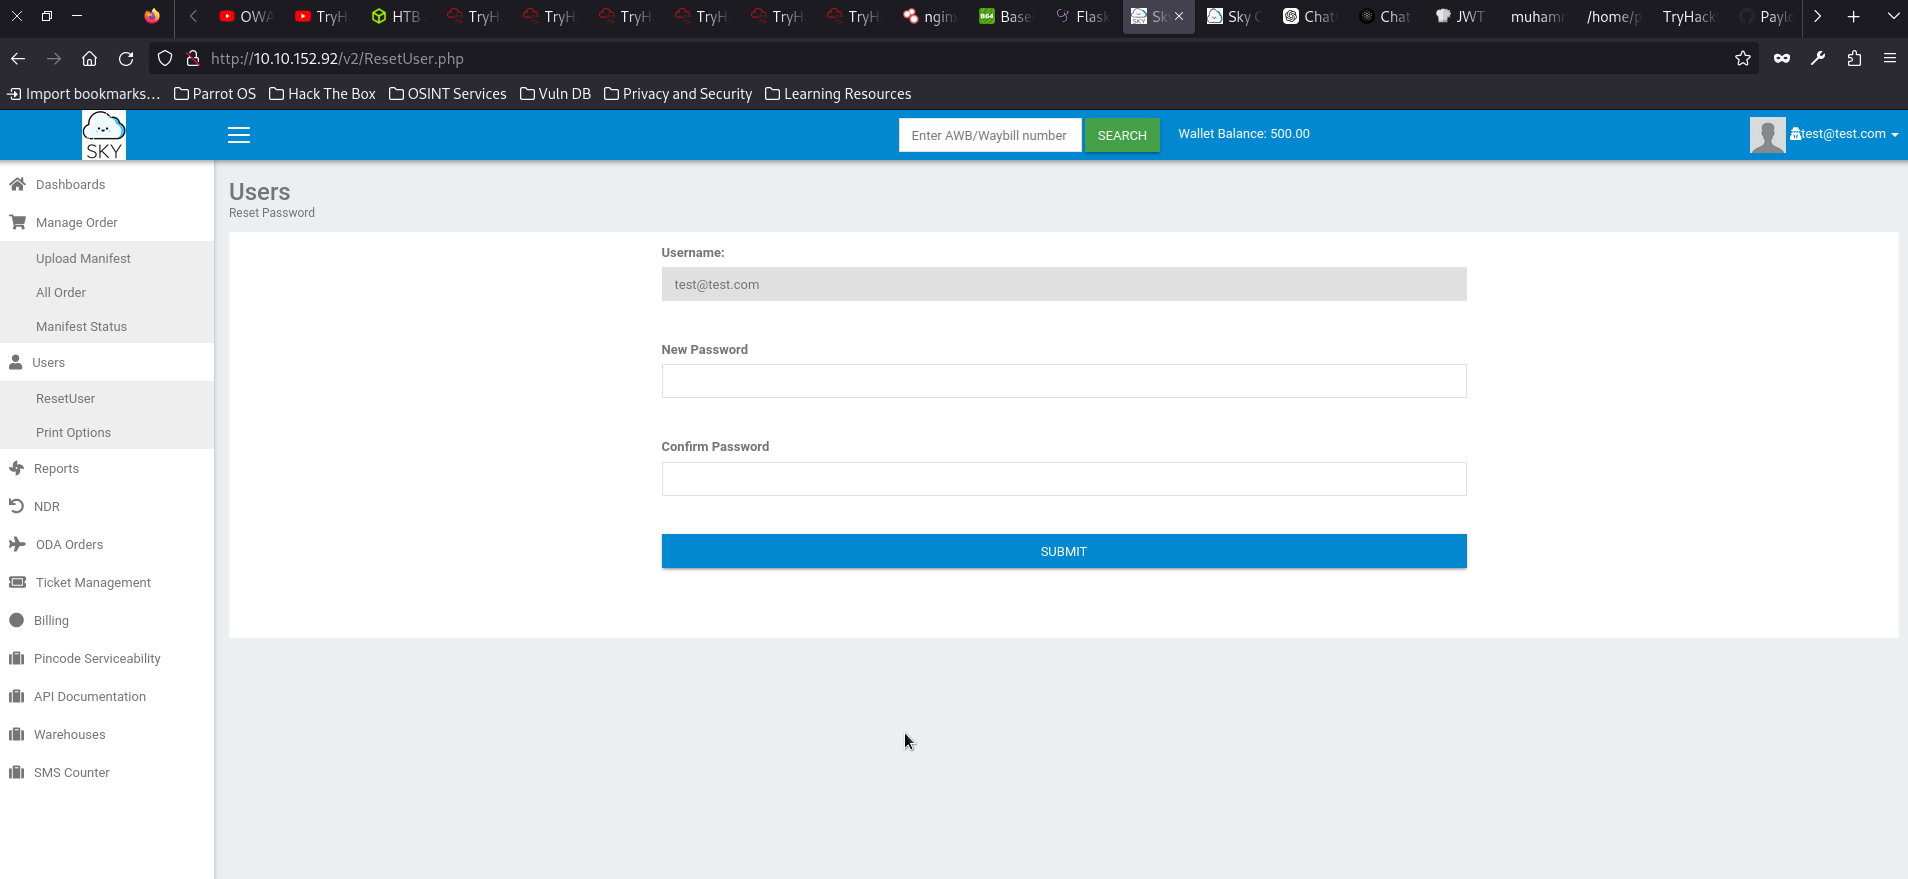 OWA
TryH
HTB
TryH
TryH
TryH
TryH
TryH
TryH
ngin
Base
Flask
Sk
Sky C
Chat
Chat
JWT
muham
/home/p
TryHack
Paylo
http://10.10.152.92/v2/ResetUser.php
Import bookmarks...
Parrot OS
Hack The Box
OSINT Services
Vuln DB
Privacy and Security
Learning Resources
SKY
Enter AWB/Waybill number
SEARCH
Wallet Balance: 500.00
test@test.com
Dashboards
Manage Order
Upload Manifest
All Order
Manifest Status
Users
ResetUser
Print Options
Reports
NDR
ODA Orders
Ticket Management
Billing
Pincode Serviceability
API Documentation
Warehouses
SMS Counter
Users
Reset Password
Username:
test@test.com
New Password
Confirm Password
SUBMIT